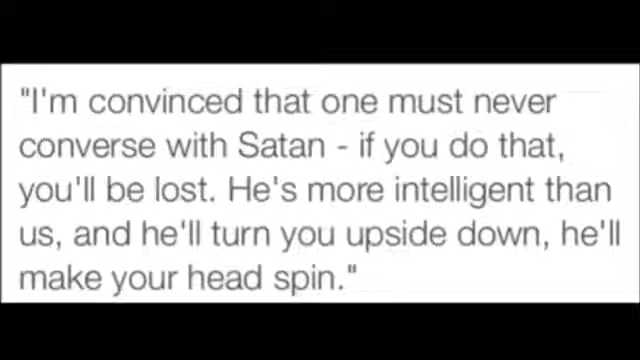 "I'm convinced that one must never
converse with Satan - if you do that,
you'll be lost. He's more intelligent than
us, and he'll turn you upside down, he'll
make your head spin."